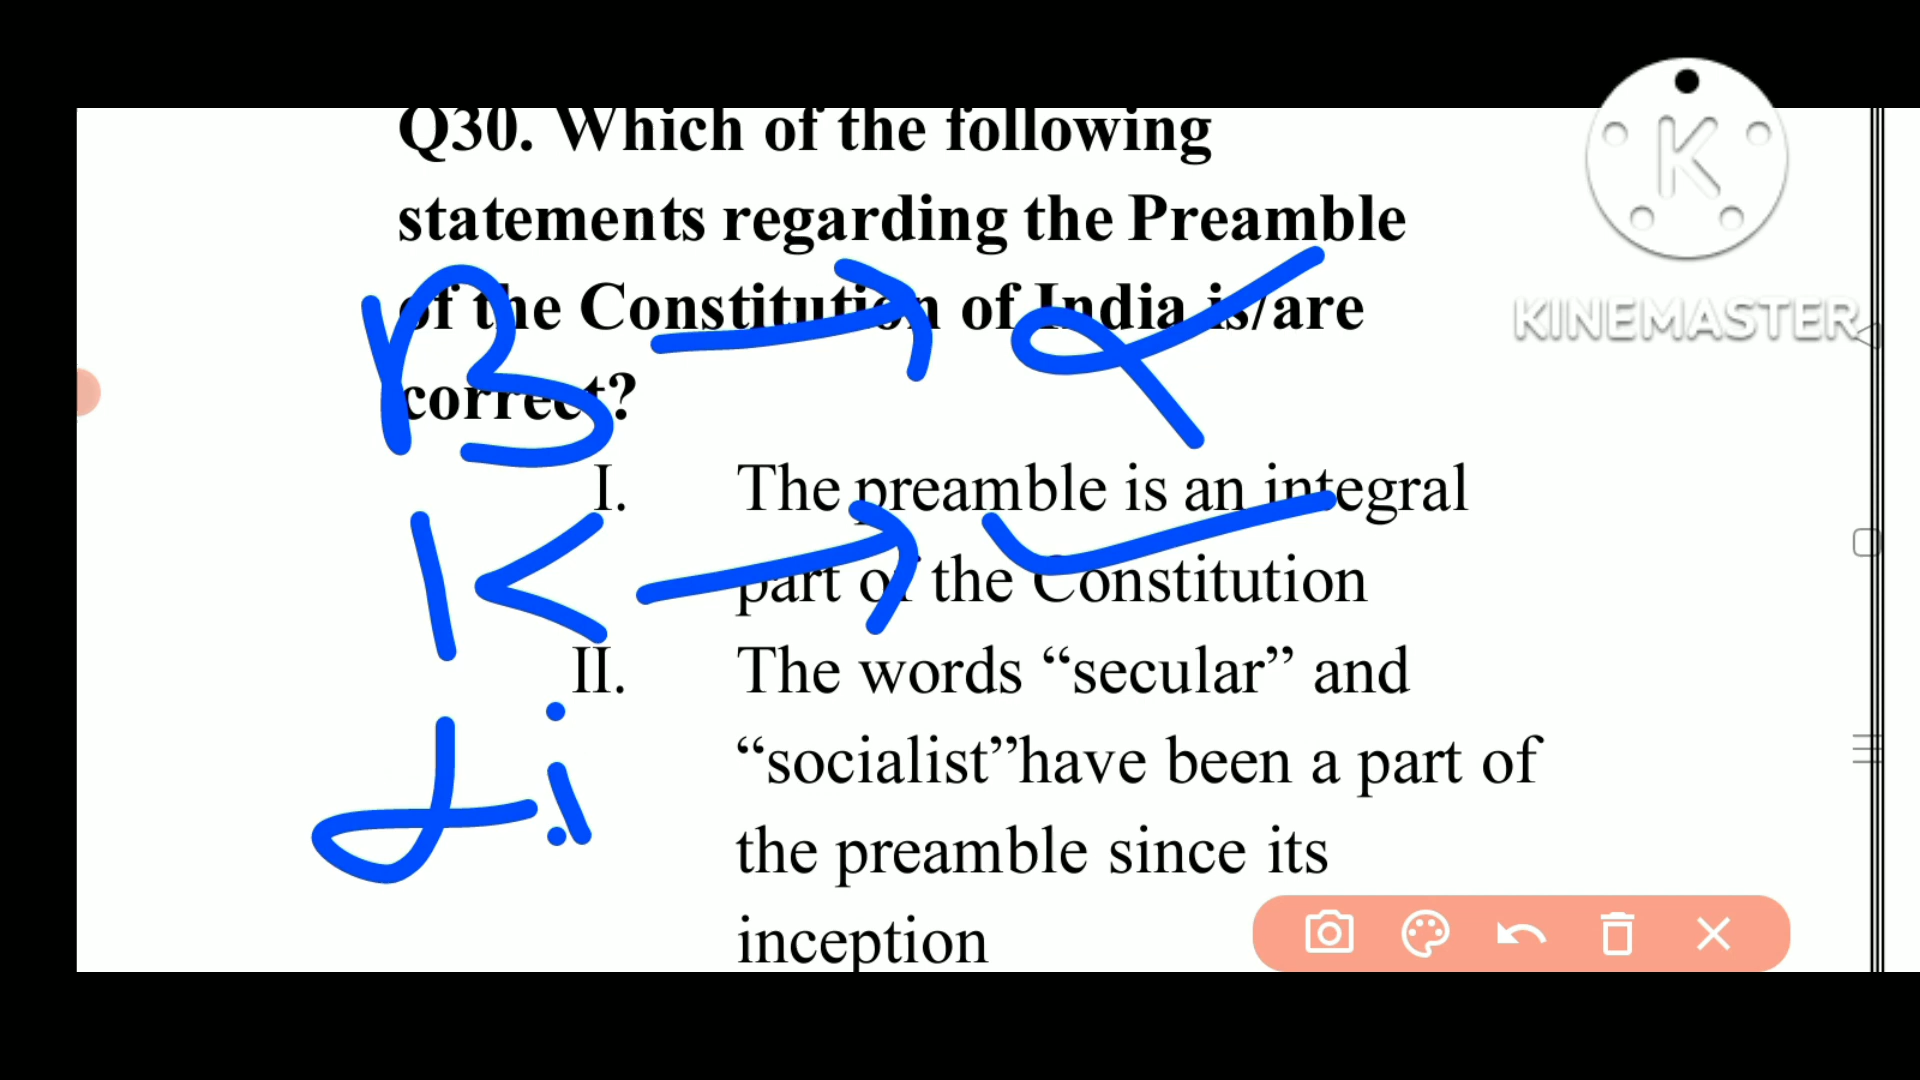 Q30. Which of the following
statements regarding the Preamble
of the Constitution of India is/are
correct?
I. The preamble is an integral
part of the Constitution
II. The words “secular” and
“socialist”have been a part of
the preamble since its
inception
B
K
K
KINEMASTER